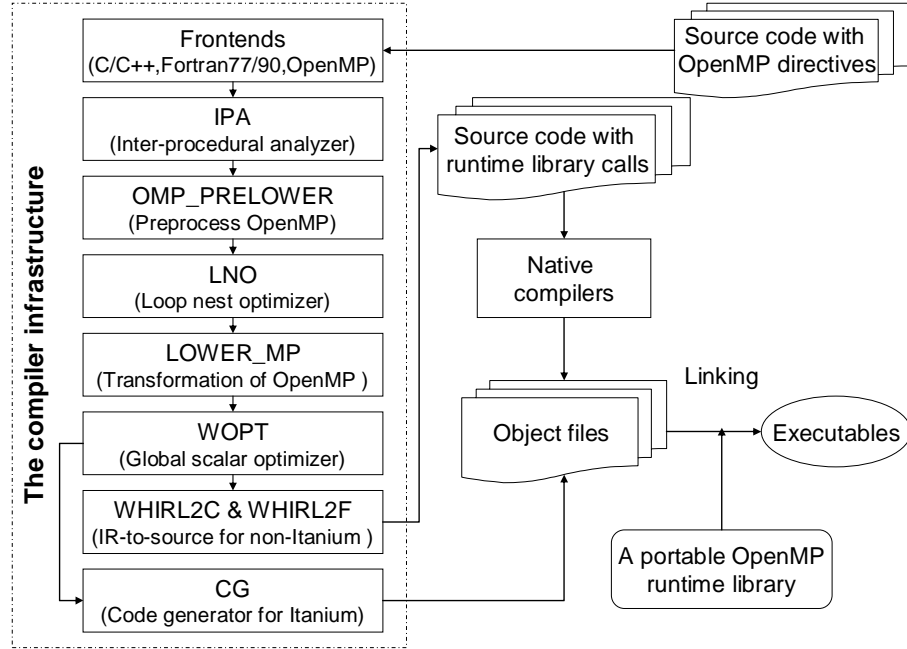 The compiler infrastructure
Frontends
(C/C++,Fortran77/90,OpenMP)
IPA
(Inter-procedural analyzer)
OMP_PRELOWER
(Preprocess OpenMP)
LNO
(Loop nest optimizer)
LOWER_MP
(Transformation of OpenMP )
WOPT
(Global scalar optimizer)
WHIRL2C & WHIRL2F
(IR-to-source for non-Itanium )
CG
(Code generator for Itanium)
Source code with
OpenMP directives
Source code with
runtime library calls
Native
compilers
Object files
Linking
Executables
A portable OpenMP
runtime library